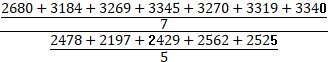 2680 + 3184 + 3269 + 3345 + 3270 + 3319 + 3340
7
2478 + 2197 + 2429 + 2562 + 2525
5